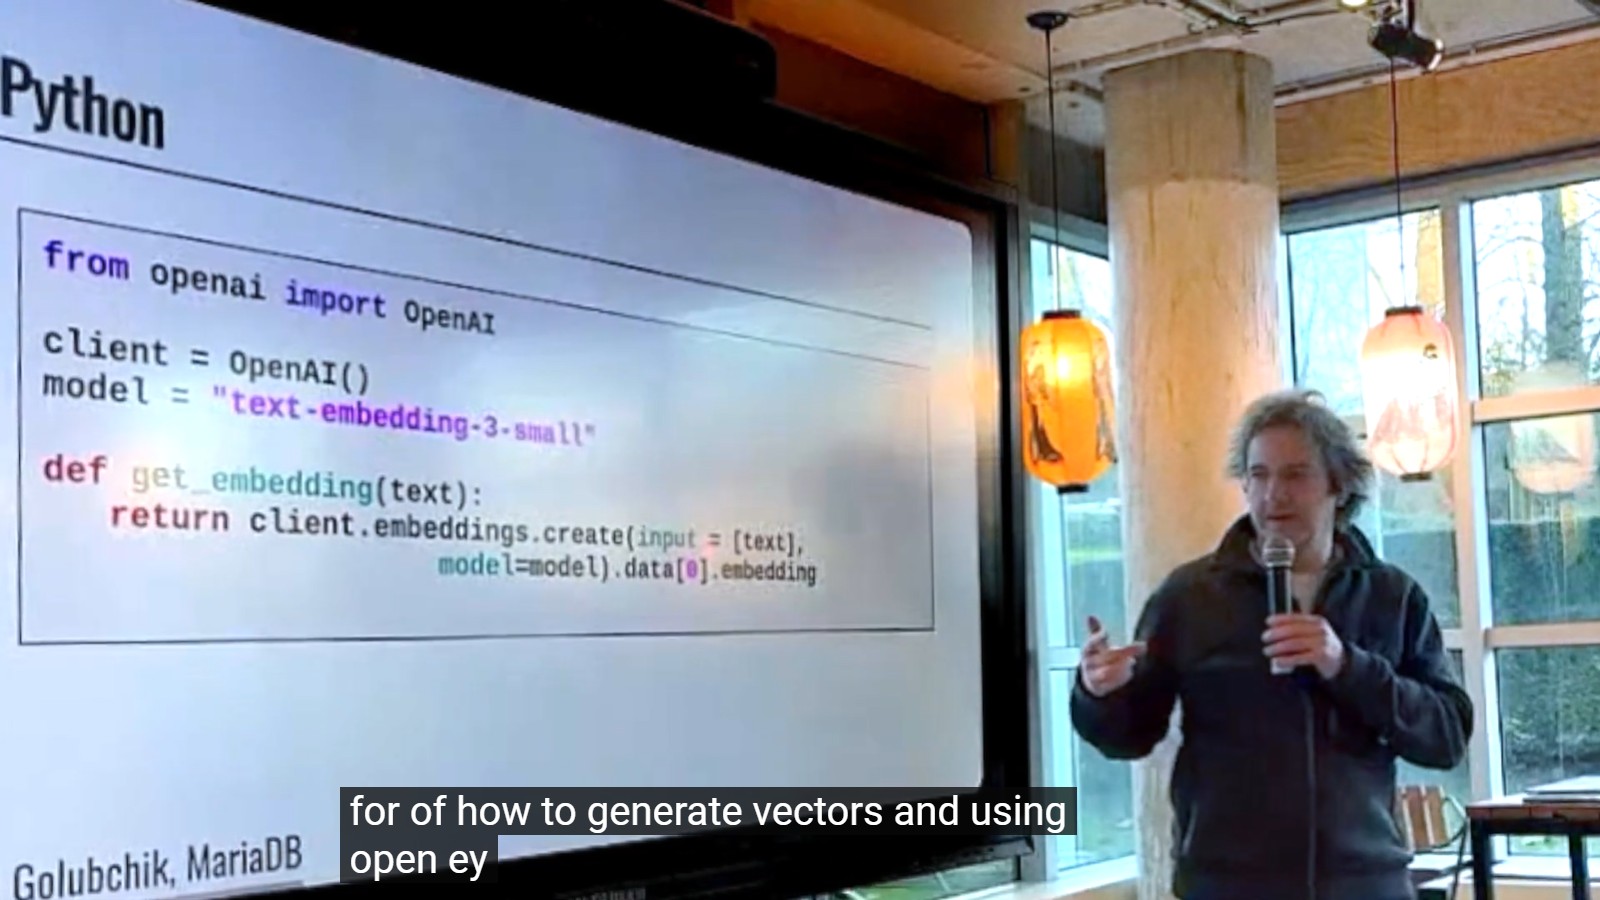 Python
from openai import OpenAI
client = OpenAI()
model = "text-embedding-3-small"
def get_embedding(text):
return client.embeddings.create(input = [text],
model=model).data[0].embedding
Golubchik, MariaDB
for of how to generate vectors and using
open ey